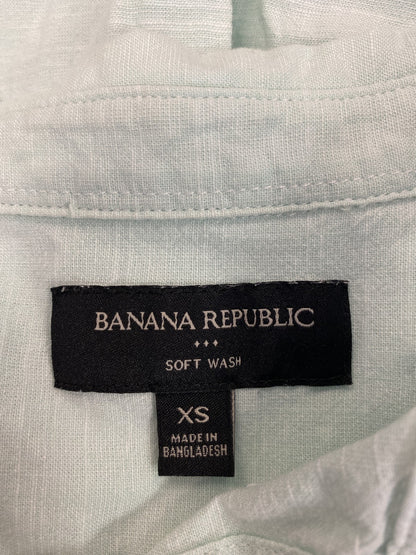 BANANA REPUBLIC
SOFT WASH
XS
MADE IN
BANGLADESH